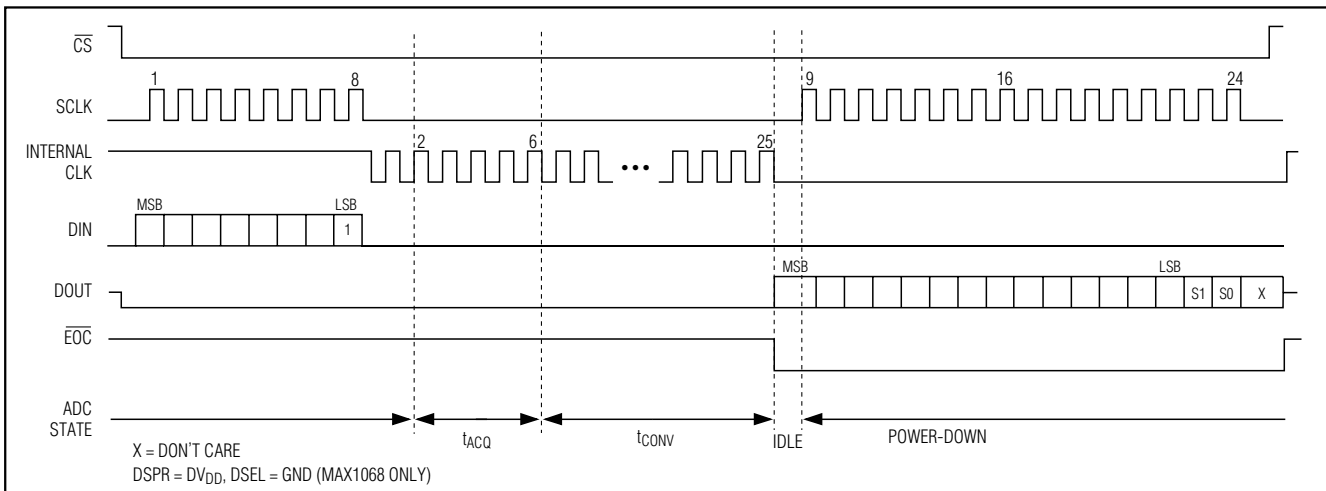 CS
1 8 9 16 24
SCLK
INTERNAL
CLK
2 6 ••• 25
MSB LSB
DIN
1
MSB LSB
DOUT
S1 S0 X
EOC
ADC
STATE
tACQ tCONV IDLE POWER-DOWN
X = DON'T CARE
DSPR = DVDD, DSEL = GND (MAX1068 ONLY)